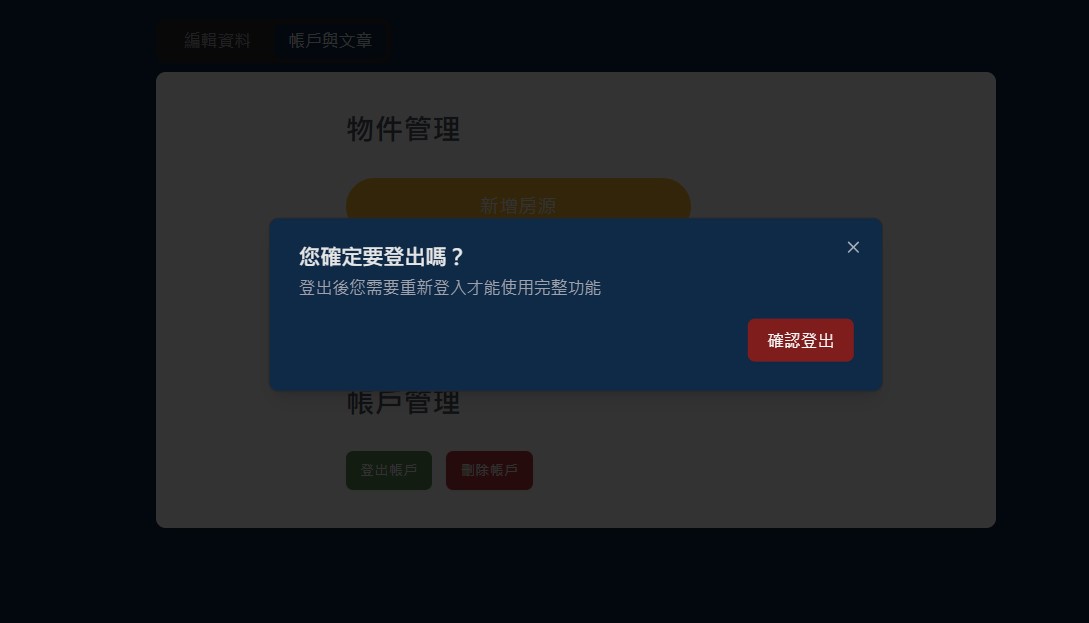 編輯資料 帳戶與文章
物件管理
新增房源
您確定要登出嗎？
登出後您需要重新登入才能使用完整功能
確認登出
帳戶管理
登出帳戶 刪除帳戶